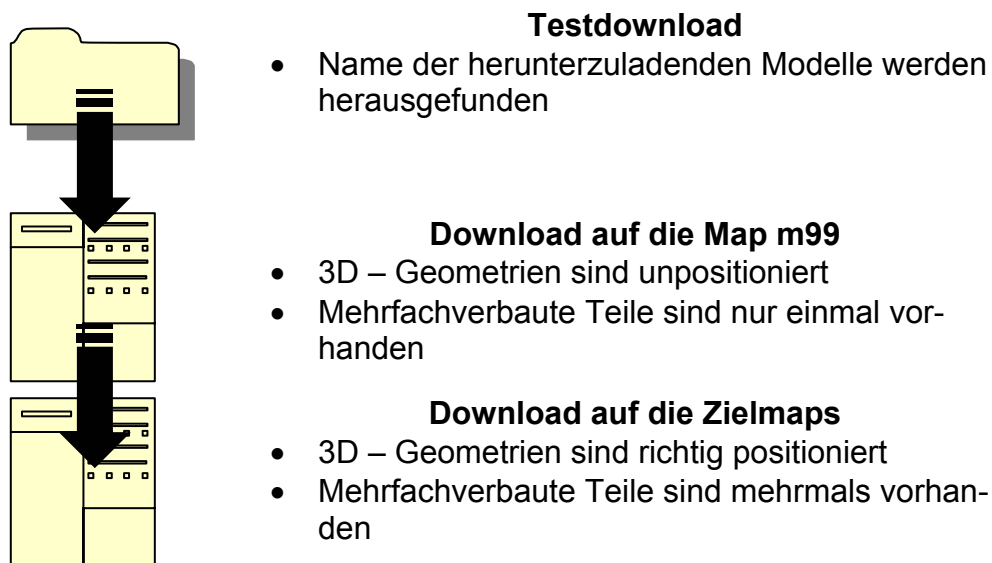 Testdownload
• Name der herunterzuladenden Modelle werden
herausgefunden
Download auf die Map m99
• 3D – Geometrien sind unpositioniert
• Mehrfachverbaute Teile sind nur einmal vor-
handen
Download auf die Zielmaps
• 3D – Geometrien sind richtig positioniert
• Mehrfachverbaute Teile sind mehrmals vorhan-
den